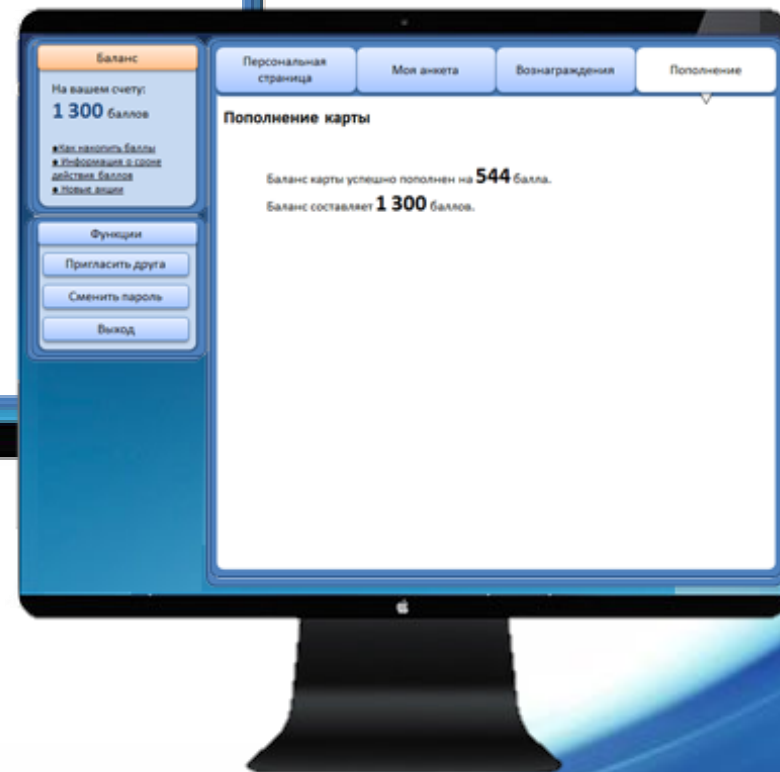 Баланс
На вашем счету:
1 300 баллов
•Как накопить баллы
• Информация о сроке
действия баллов
• Новые акции
Функции
Пригласить друга
Сменить пароль
Выход
Персональная
страница
Моя анкета
Вознаграждения
Пополнение
Пополнение карты
Баланс карты успешно пополнен на 544 балла.
Баланс составляет 1 300 баллов.